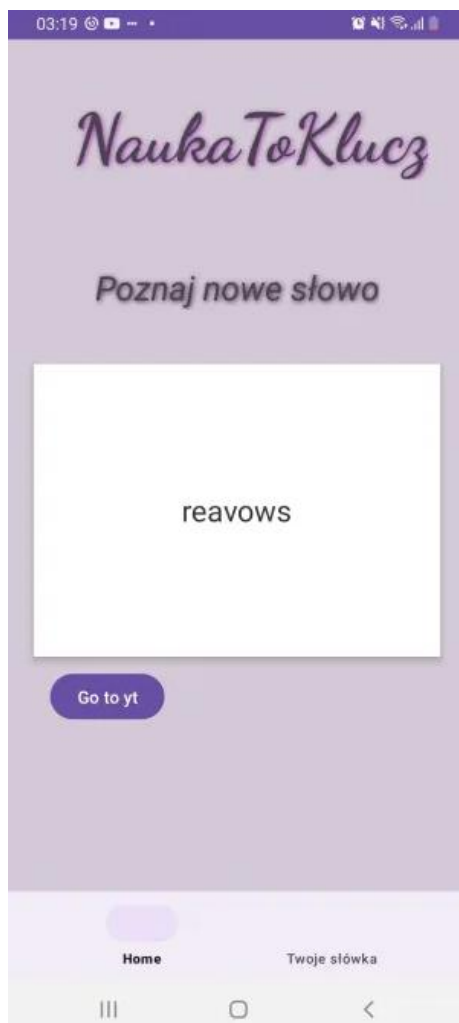 03:19
NaukaToKlucz
Poznaj nowe słowo
reavows
Go to yt
Home Twoje słówka